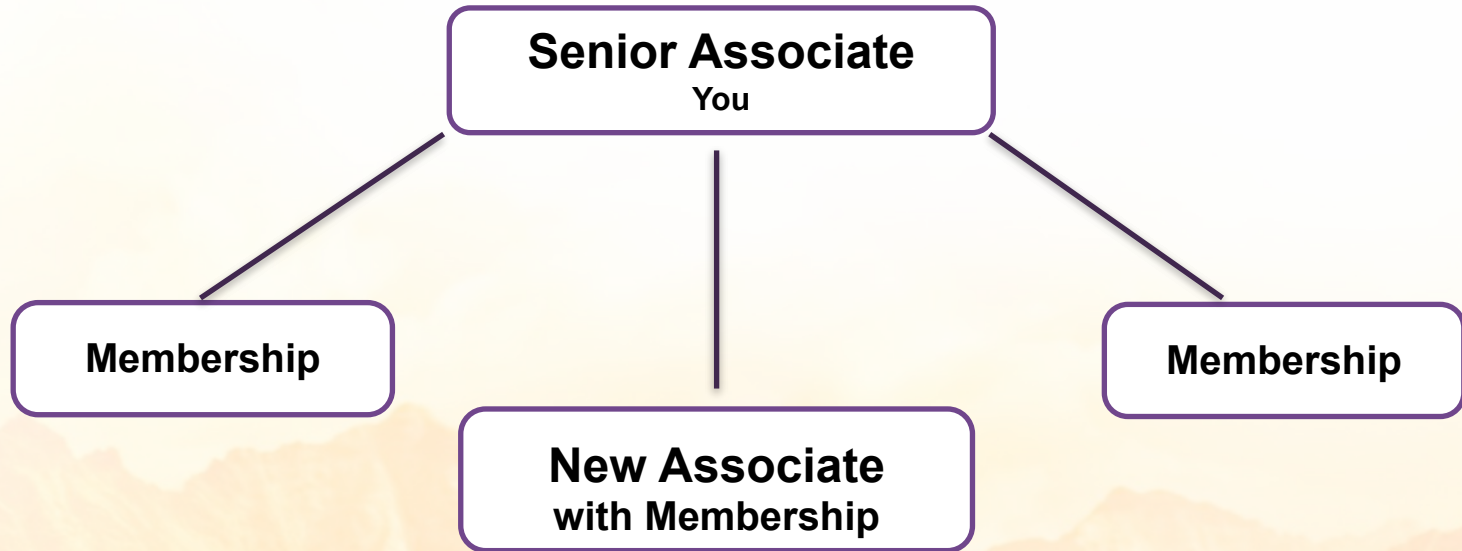 Senior Associate
You
Membership
Membership
New Associate
with Membership